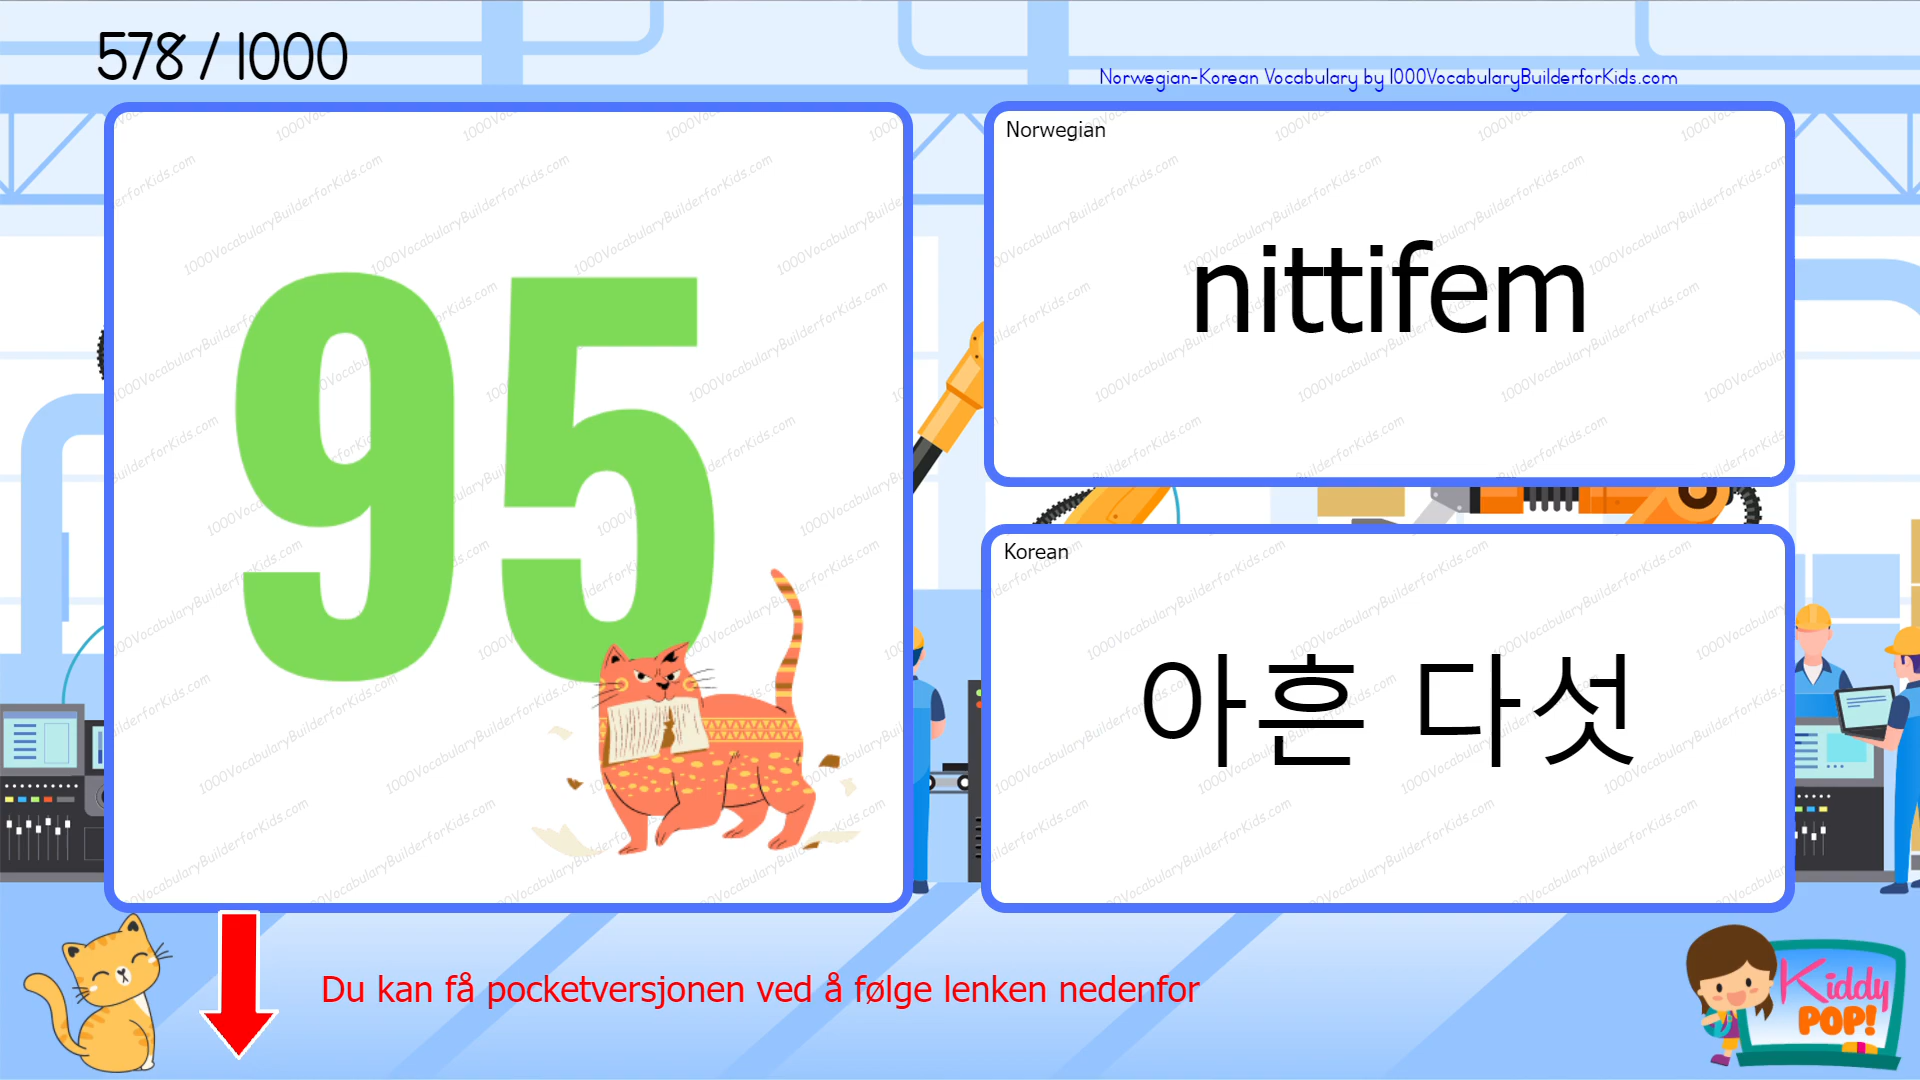 578 / 1000
Norwegian-Korean Vocabulary by 1000VocabularyBuilderforKids.com
95
Norwegian
nittifem
Korean
아흔 다섯
Du kan få pocketversjonen ved å følge lenken nedenfor
Kiddy
POP!